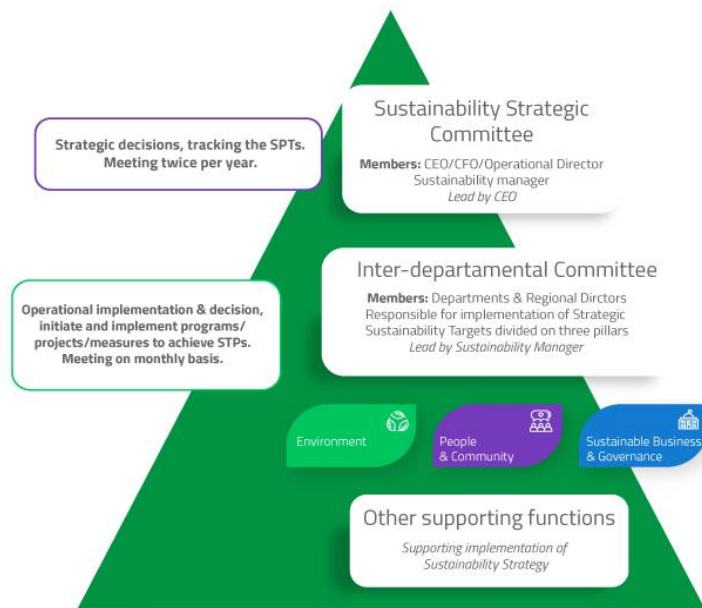 Sustainability Strategic
Committee
Members: CEO/CFO/Operational Director
Sustainability manager
Lead by CEO
Strategic decisions, tracking the SPTs.
Meeting twice per year.
Inter-departamental Committee
Members: Departments & Regional Dirctors
Responsible for implementation of Strategic
Sustainability Targets divided on three pillars
Lead by Sustainability Manager
Operational implementation & decision,
initiate and implement programs/
projects/measures to achieve STPs.
Meeting on monthly basis.
Environment
People
& Community
Sustainable Business
& Governance
Other supporting functions
Supporting implementation of
Sustainability Strategy